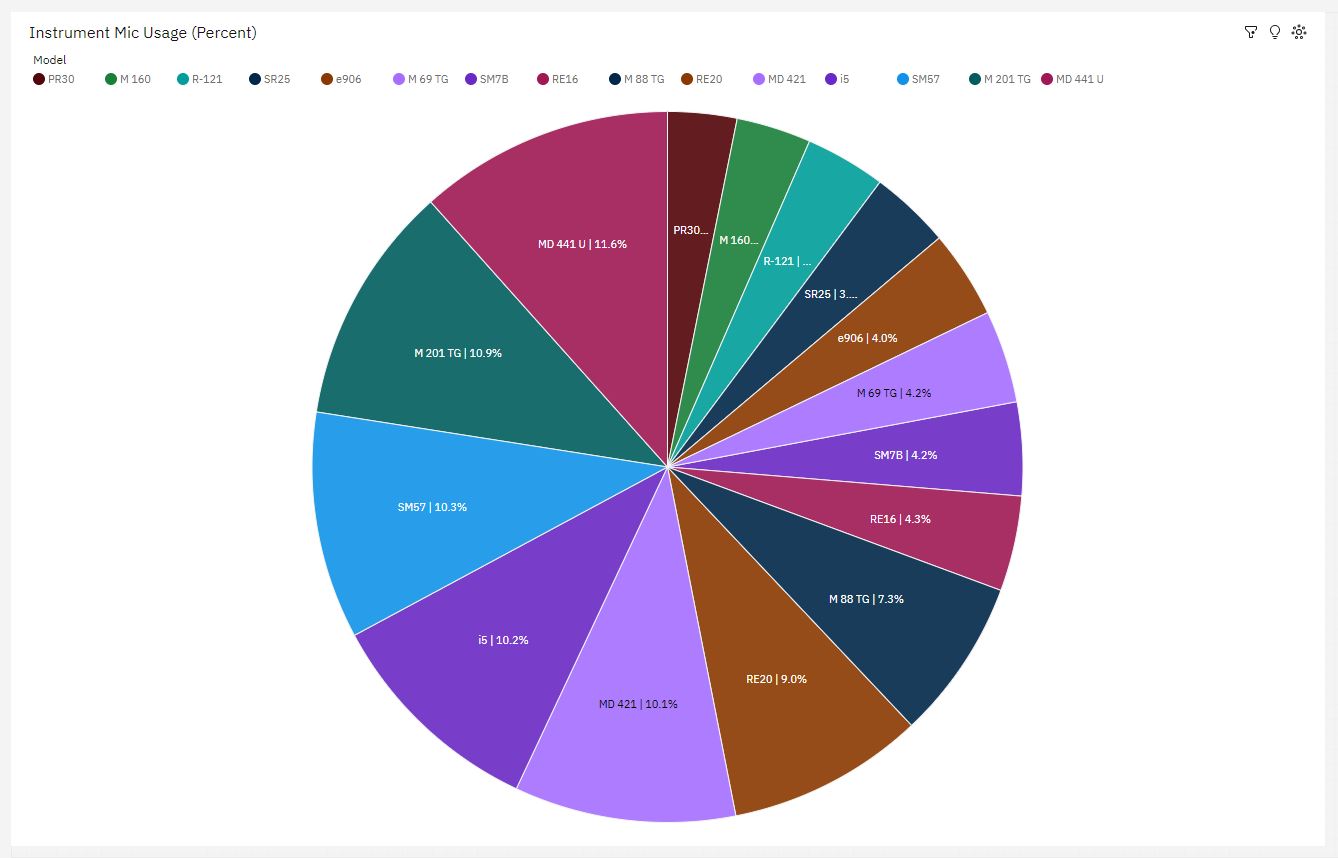 Instrument Mic Usage (Percent)
Model
PR30 M 160 R-121 SR25 e906 M 69 TG SM7B RE16 M 88 TG RE20 MD 421 i5 SM57 M 201 TG MD 441 U
PR30...
M 160...
R-121 | ...
SR25 | 3....
e906 | 4.0%
M 69 TG | 4.2%
SM7B | 4.2%
RE16 | 4.3%
M 88 TG | 7.3%
RE20 | 9.0%
MD 421 | 10.1%
i5 | 10.2%
SM57 | 10.3%
M 201 TG | 10.9%
MD 441 U | 11.6%